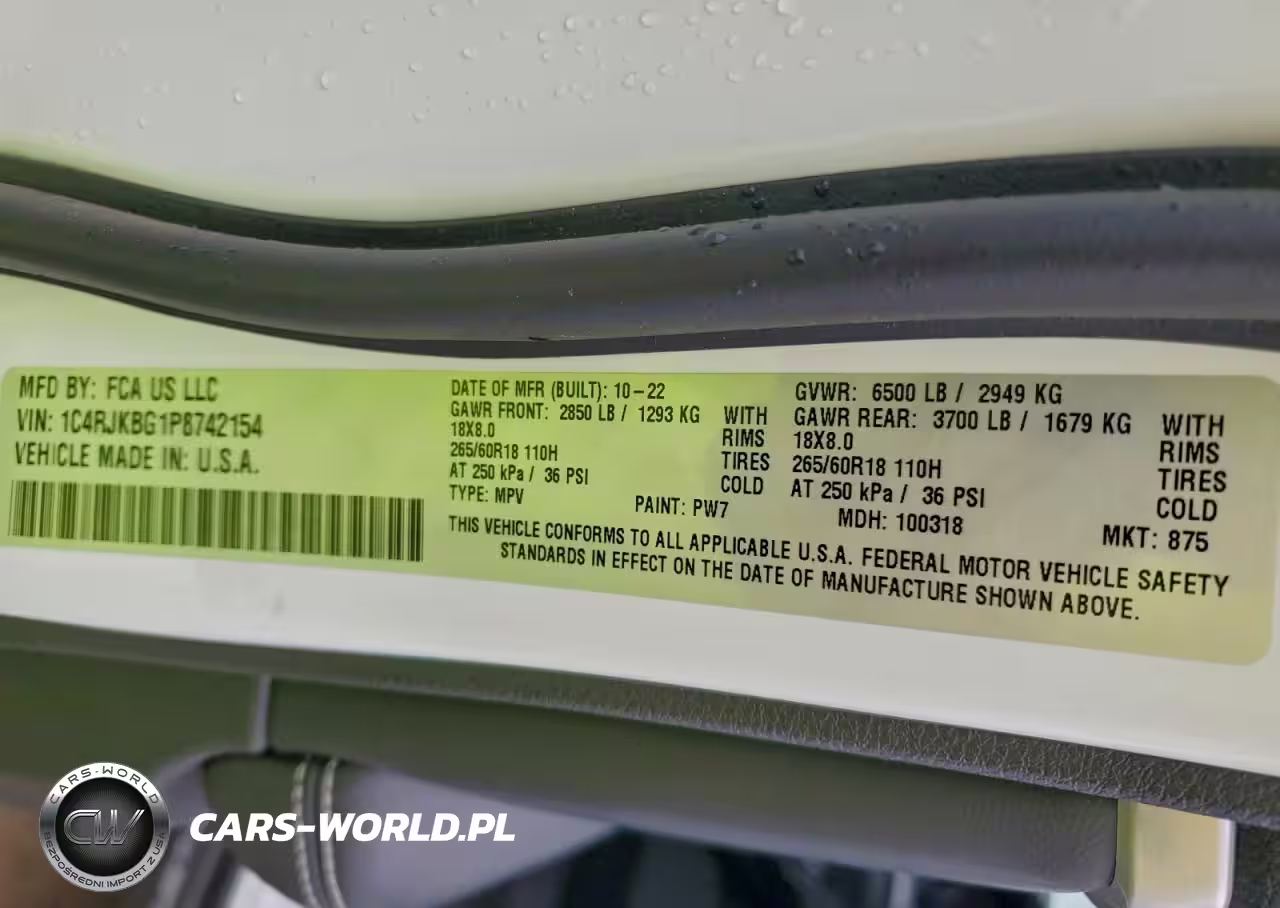 MFD BY: FCA US LLC
VIN: 1C4RJKBG1P8742154
VEHICLE MADE IN: U.S.A.
DATE OF MFR (BUILT): 10-22
GAWR FRONT: 2850 LB / 1293 KG WITH
18X8.0 RIMS
265/60R18 110H TIRES
AT 250 kPa / 36 PSI COLD
TYPE: MPV
PAINT: PW7
GVWR: 6500 LB / 2949 KG
GAWR REAR: 3700 LB / 1679 KG WITH
18X8.0 RIMS
265/60R18 110H TIRES
AT 250 kPa / 36 PSI COLD
MDH: 100318
MKT: 875
THIS VEHICLE CONFORMS TO ALL APPLICABLE U.S.A. FEDERAL MOTOR VEHICLE SAFETY
STANDARDS IN EFFECT ON THE DATE OF MANUFACTURE SHOWN ABOVE.
CARS-WORLD
CW
BEZPOŚREDNI IMPORT Z USA
CARS-WORLD.PL